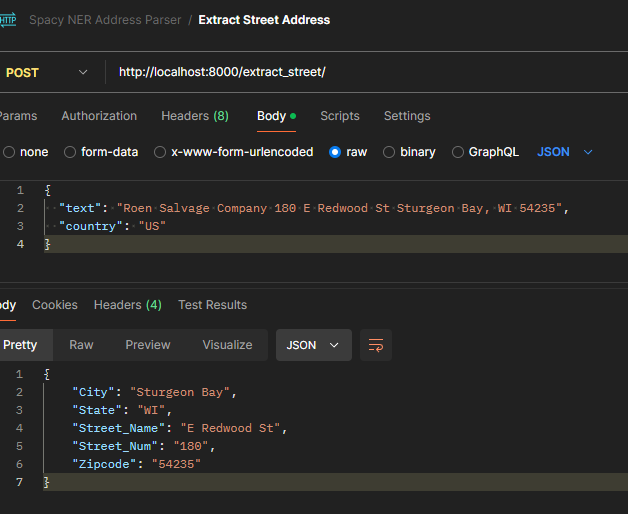 HTTP Spacy NER Address Parser / Extract Street Address
POST http://localhost:8000/extract_street/
Params Authorization Headers (8) Body Scripts Settings
none form-data x-www-form-urlencoded raw binary GraphQL JSON
1 {
2 "text": "Roen Salvage Company 180 E Redwood St Sturgeon Bay, WI 54235",
3 "country": "US"
4 }
Body Cookies Headers (4) Test Results
Pretty Raw Preview Visualize JSON
1 {
2 "City": "Sturgeon Bay",
3 "State": "WI",
4 "Street_Name": "E Redwood St",
5 "Street_Num": "180",
6 "Zipcode": "54235"
7 }